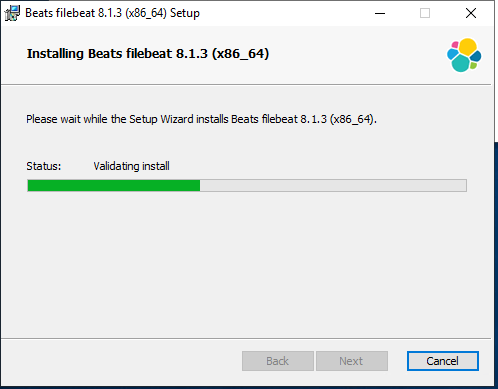 Beats filebeat 8.1.3 (x86_64) Setup
Installing Beats filebeat 8.1.3 (x86_64)
Please wait while the Setup Wizard installs Beats filebeat 8.1.3 (x86_64).
Status: Validating install
Back Next Cancel